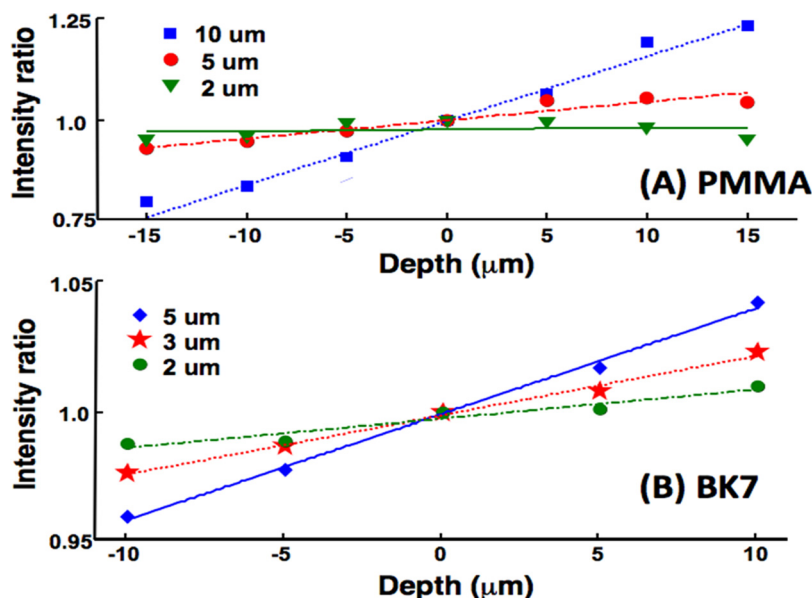 1.25
10 um
5 um
2 um
1.0
0.75
Intensity ratio
(A) PMMA
-15 -10 -5 0 5 10 15
Depth (μm)
1.05
5 um
3 um
2 um
1.0
0.95
Intensity ratio
(B) BK7
-10 -5 0 5 10
Depth (μm)